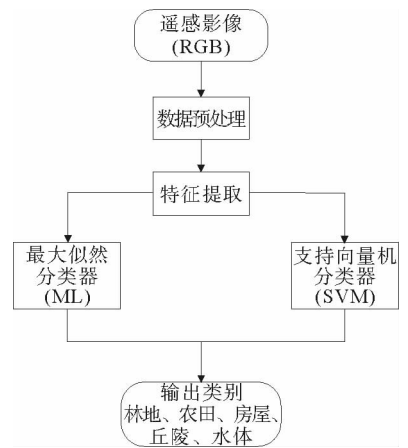 遥感影像
(RGB)
数据预处理
特征提取
最大似然
分类器
(ML)
支持向量机
分类器
(SVM)
输出类别
林地、农田、房屋、
丘陵、水体